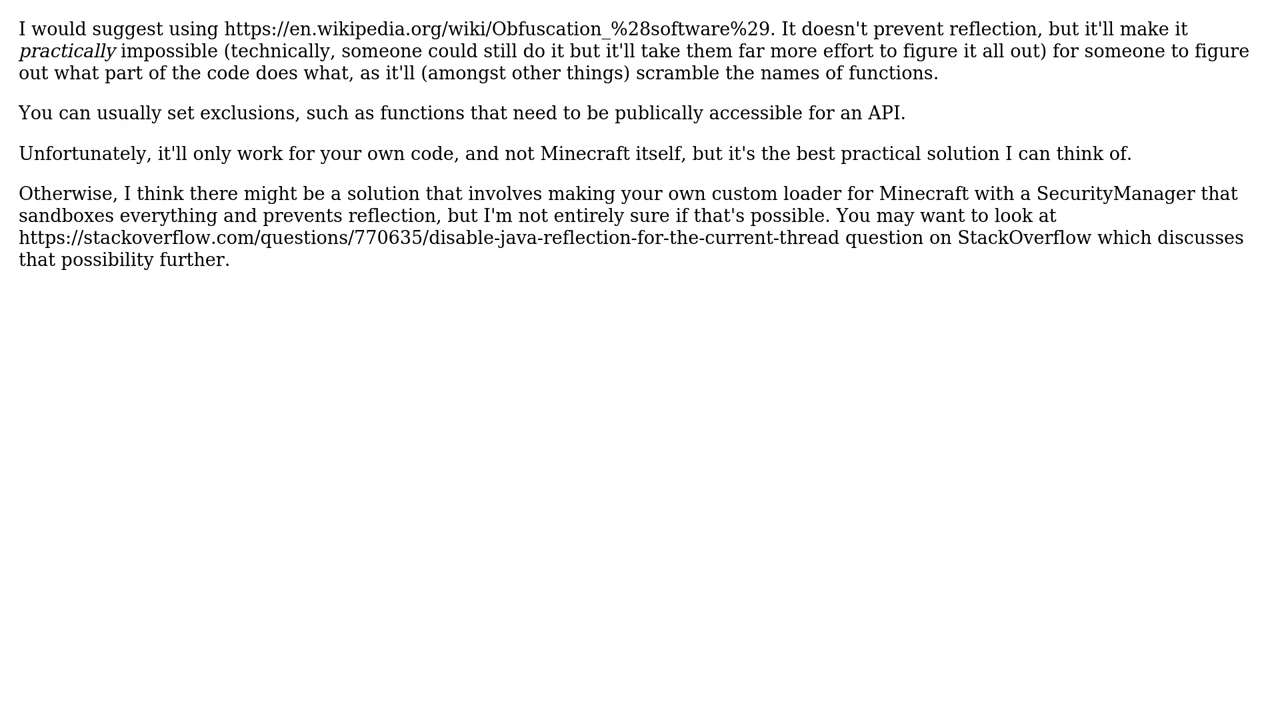 I would suggest using https://en.wikipedia.org/wiki/Obfuscation_%28software%29. It doesn't prevent reflection, but it'll make it
practically impossible (technically, someone could still do it but it'll take them far more effort to figure it all out) for someone to figure
out what part of the code does what, as it'll (amongst other things) scramble the names of functions.
You can usually set exclusions, such as functions that need to be publically accessible for an API.
Unfortunately, it'll only work for your own code, and not Minecraft itself, but it's the best practical solution I can think of.
Otherwise, I think there might be a solution that involves making your own custom loader for Minecraft with a SecurityManager that
sandboxes everything and prevents reflection, but I'm not entirely sure if that's possible. You may want to look at
https://stackoverflow.com/questions/770635/disable-java-reflection-for-the-current-thread question on StackOverflow which discusses
that possibility further.